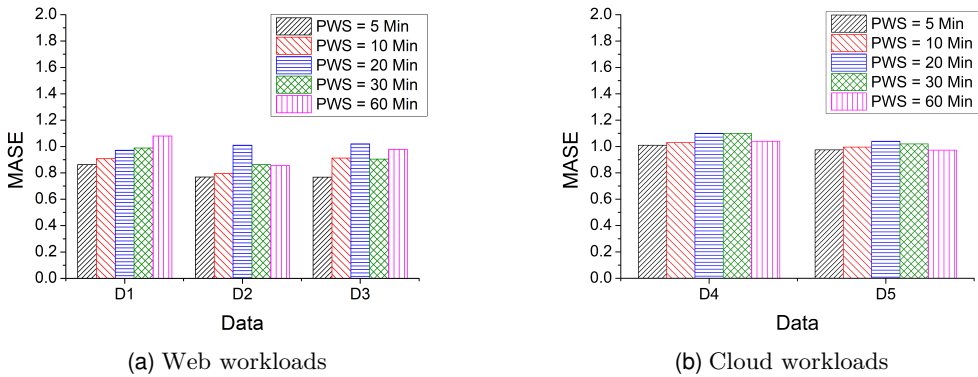 2.0
1.8
1.6
1.4
1.2
1.0
0.8
0.6
0.4
0.2
0.0
MASE
PWS = 5 Min
PWS = 10 Min
PWS = 20 Min
PWS = 30 Min
PWS = 60 Min
D1 D2 D3
Data
(a) Web workloads
2.0
1.8
1.6
1.4
1.2
1.0
0.8
0.6
0.4
0.2
0.0
MASE
PWS = 5 Min
PWS = 10 Min
PWS = 20 Min
PWS = 30 Min
PWS = 60 Min
D4 D5
Data
(b) Cloud workloads